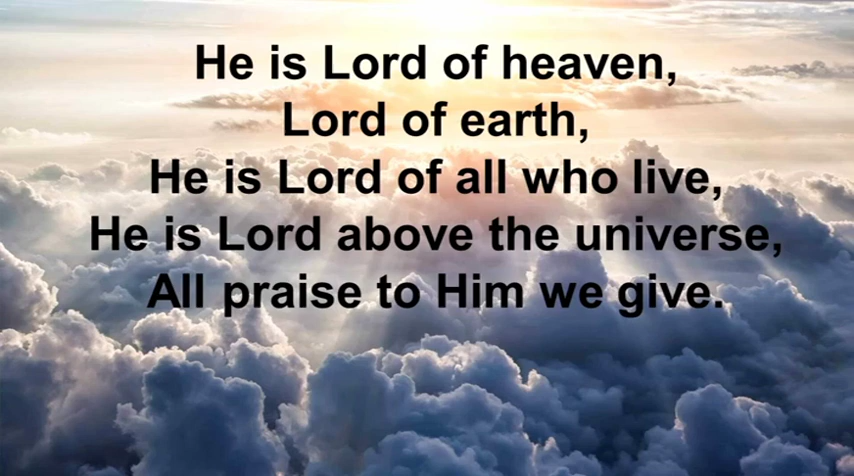 He is Lord of heaven,
Lord of earth,
He is Lord of all who live,
He is Lord above the universe,
All praise to Him we give.